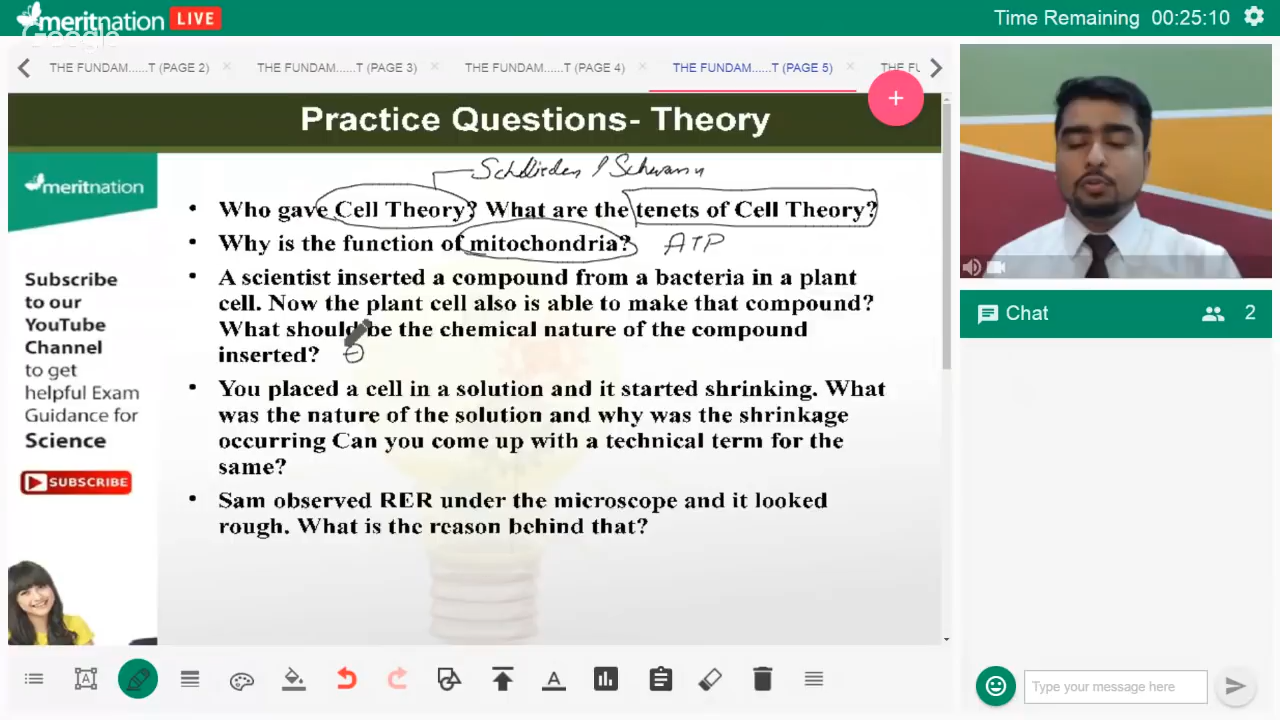 meritnation LIVE
Google
Time Remaining 00:25:10
THE FUNDAM......T (PAGE 2) × THE FUNDAM......T (PAGE 3) × THE FUNDAM......T (PAGE 4) × THE FUNDAM......T (PAGE 5) × THE FU
Practice Questions- Theory
meritnation
Schleiden / Schwann
• Who gave Cell Theory? What are the tenets of Cell Theory?
• Why is the function of mitochondria? ATP
• A scientist inserted a compound from a bacteria in a plant
cell. Now the plant cell also is able to make that compound?
What should be the chemical nature of the compound
inserted?
• You placed a cell in a solution and it started shrinking. What
was the nature of the solution and why was the shrinkage
occurring Can you come up with a technical term for the
same?
• Sam observed RER under the microscope and it looked
rough. What is the reason behind that?
Subscribe
to our
YouTube
Channel
to get
helpful Exam
Guidance for
Science
SUBSCRIBE
Chat 2
Type your message here